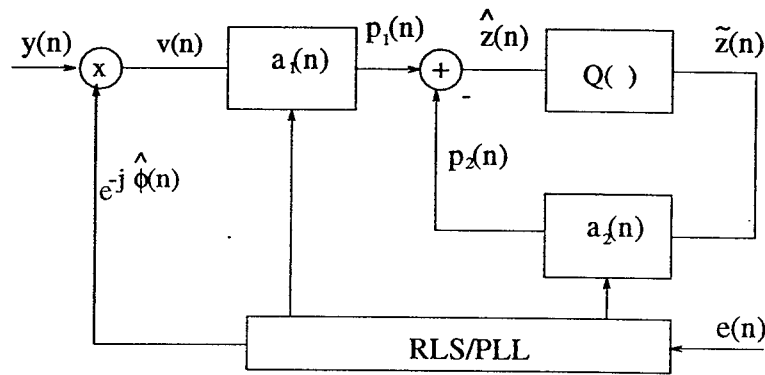 y(n)
x
v(n)
a₁(n)
p₁(n)
+
-
ẑ(n)
Q( )
z̃(n)
p₂(n)
e^-j φ̂(n)
a₂(n)
RLS/PLL
e(n)